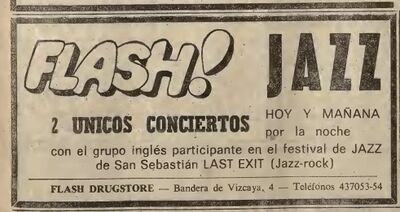 FLASH! JAZZ
2 UNICOS CONCIERTOS
HOY Y MAÑANA
por la noche
con el grupo inglés participante en el festival de JAZZ
de San Sebastián LAST EXIT (Jazz-rock)
FLASH DRUGSTORE — Bandera de Vizcaya, 4 — Teléfonos 437053-54